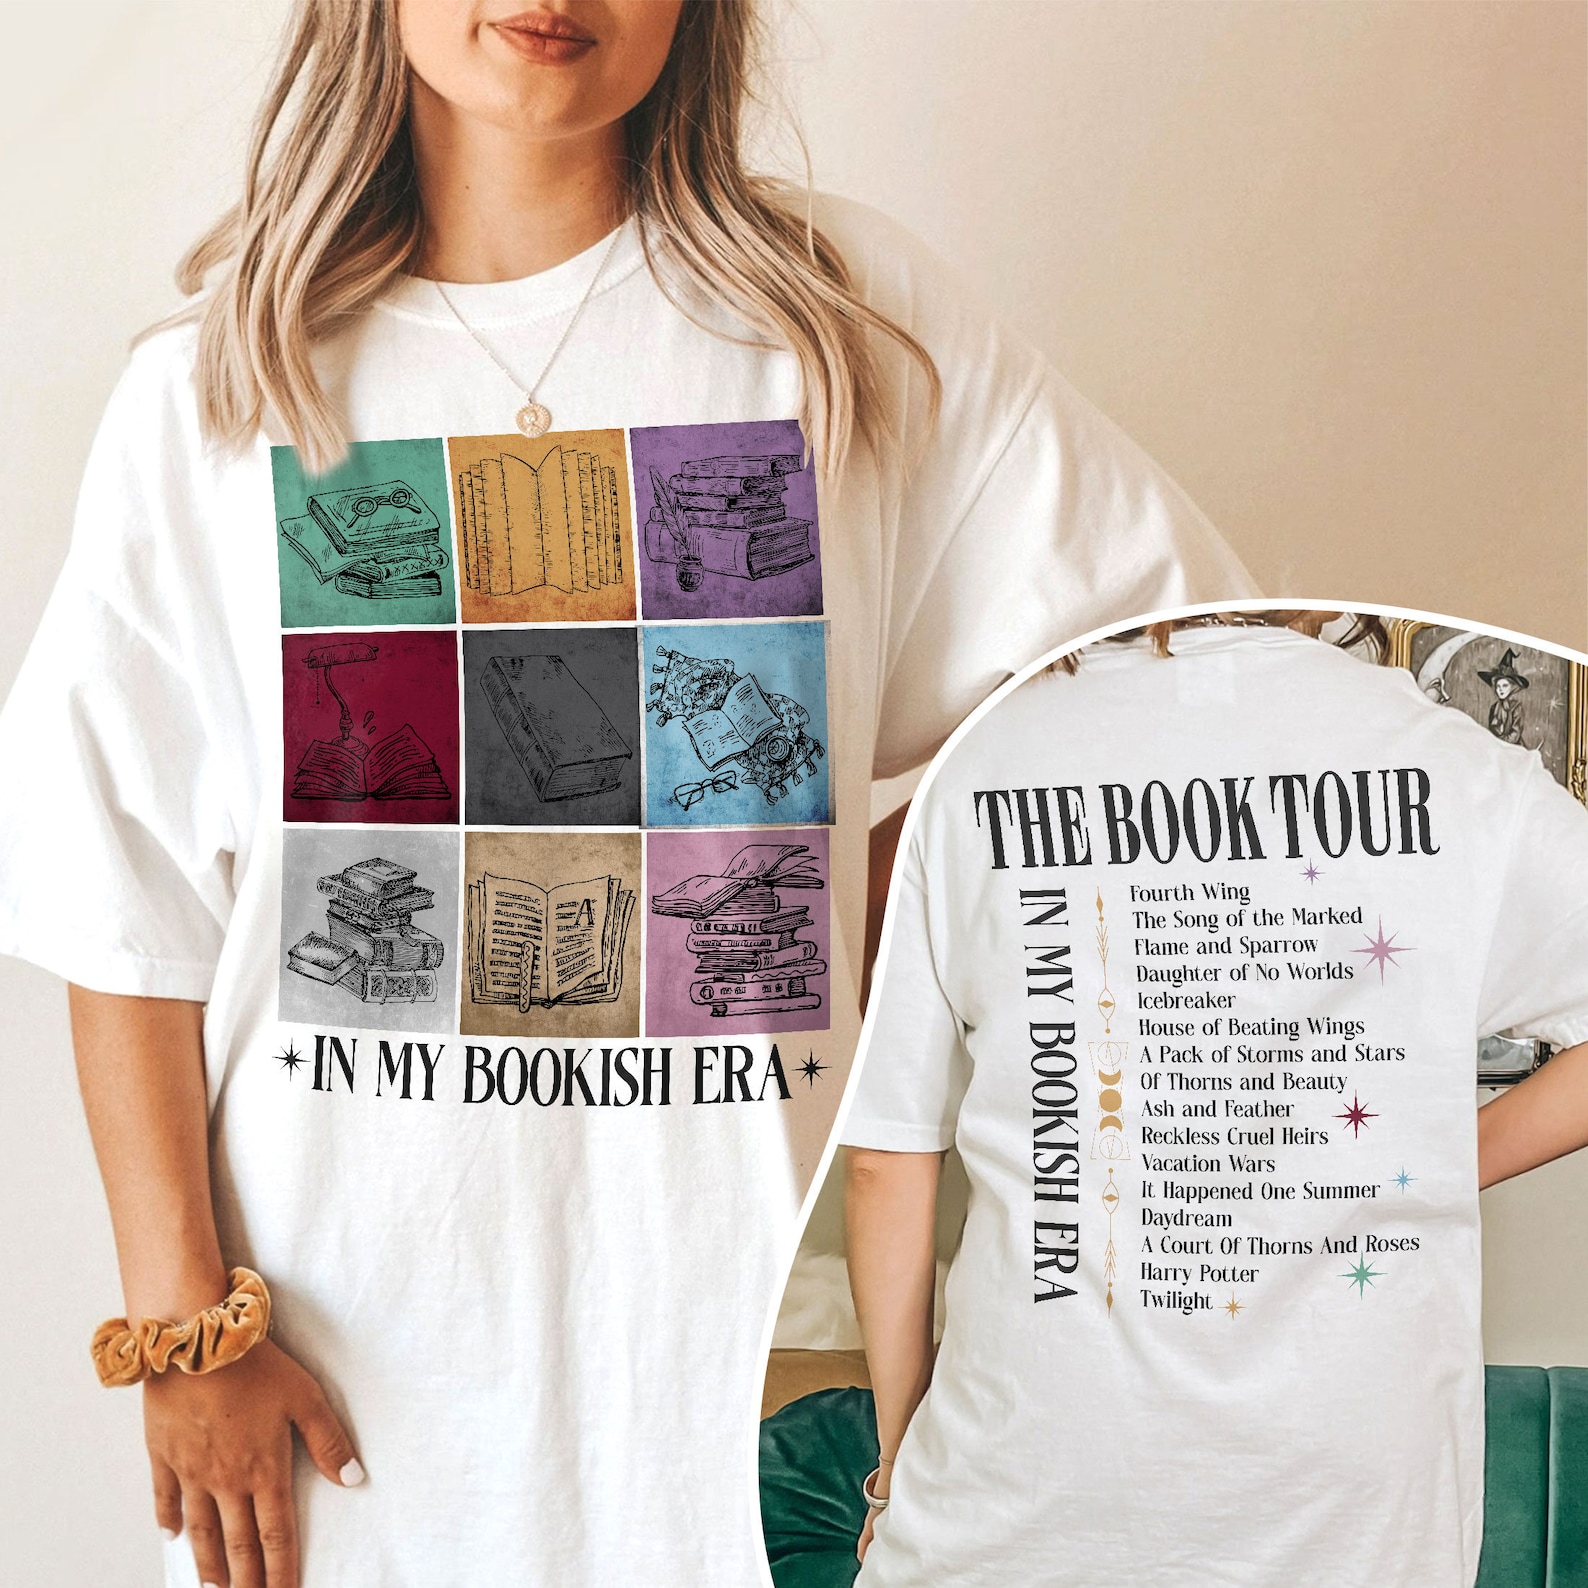 IN MY BOOKISH ERA
A
THE BOOK TOUR
IN MY BOOKISH ERA
Fourth Wing
The Song of the Marked
Flame and Sparrow
Daughter of No Worlds
Icebreaker
House of Beating Wings
A Pack of Storms and Stars
Of Thorns and Beauty
Ash and Feather
Reckless Cruel Heirs
Vacation Wars
It Happened One Summer
Daydream
A Court Of Thorns And Roses
Harry Potter
Twilight